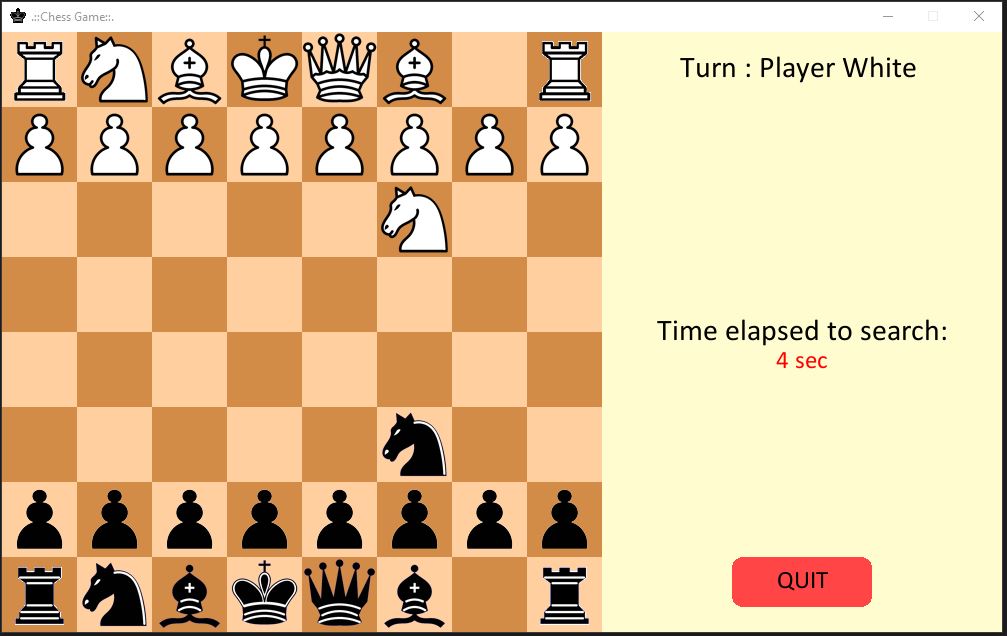 .::Chess Game::.
Turn : Player White
Time elapsed to search:
4 sec
QUIT